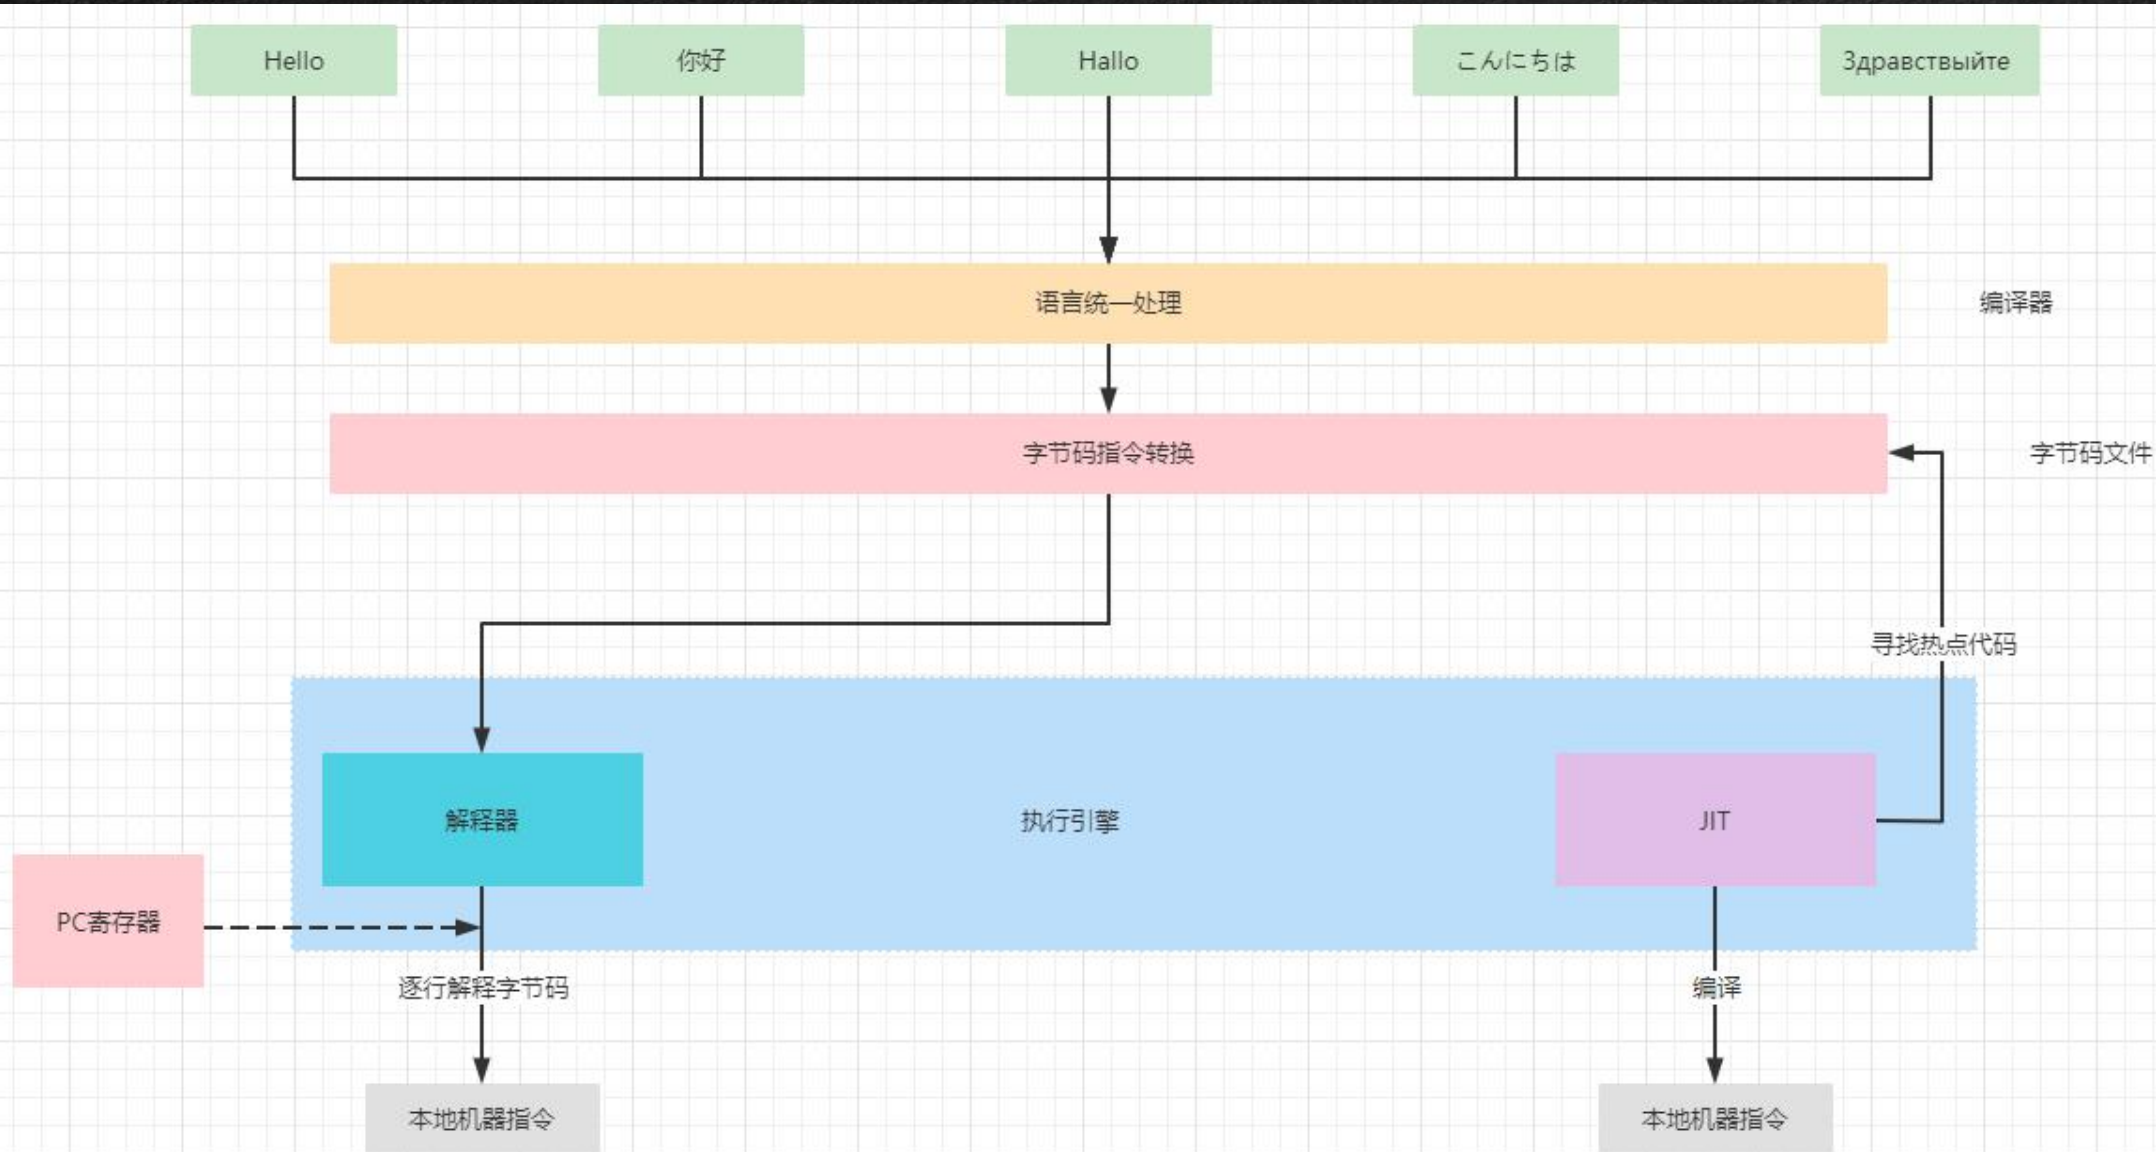 Hello
你好
Hallo
こんにちは
Здравствыйте
语言统一处理
编译器
字节码指令转换
字节码文件
寻找热点代码
解释器
执行引擎
JIT
PC寄存器
逐行解释字节码
编译
本地机器指令
本地机器指令